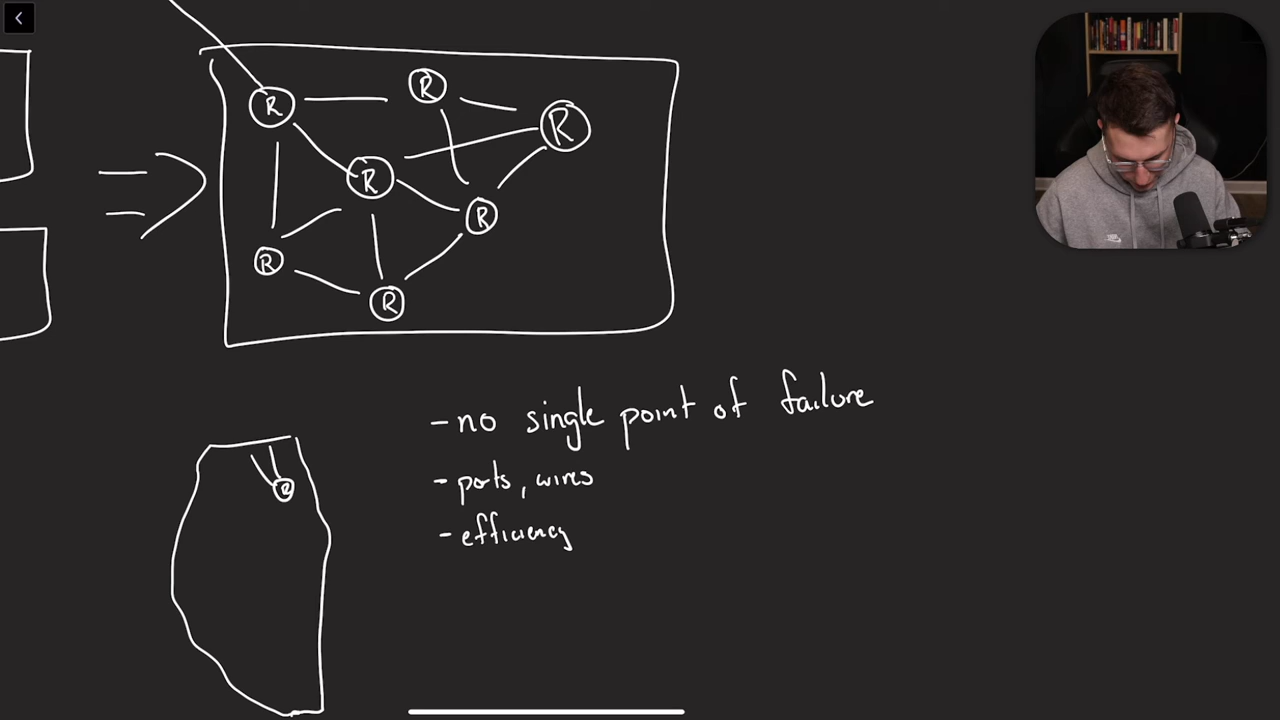 R
R
R
R
R
R
R
- no single point of failure
- ports, wires
R
- efficiency